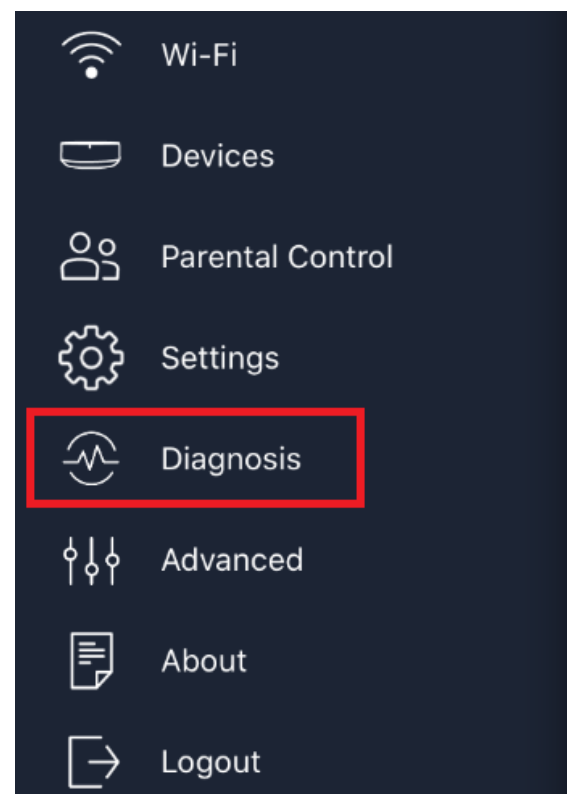 Wi-Fi
Devices
Parental Control
Settings
Diagnosis
Advanced
About
Logout